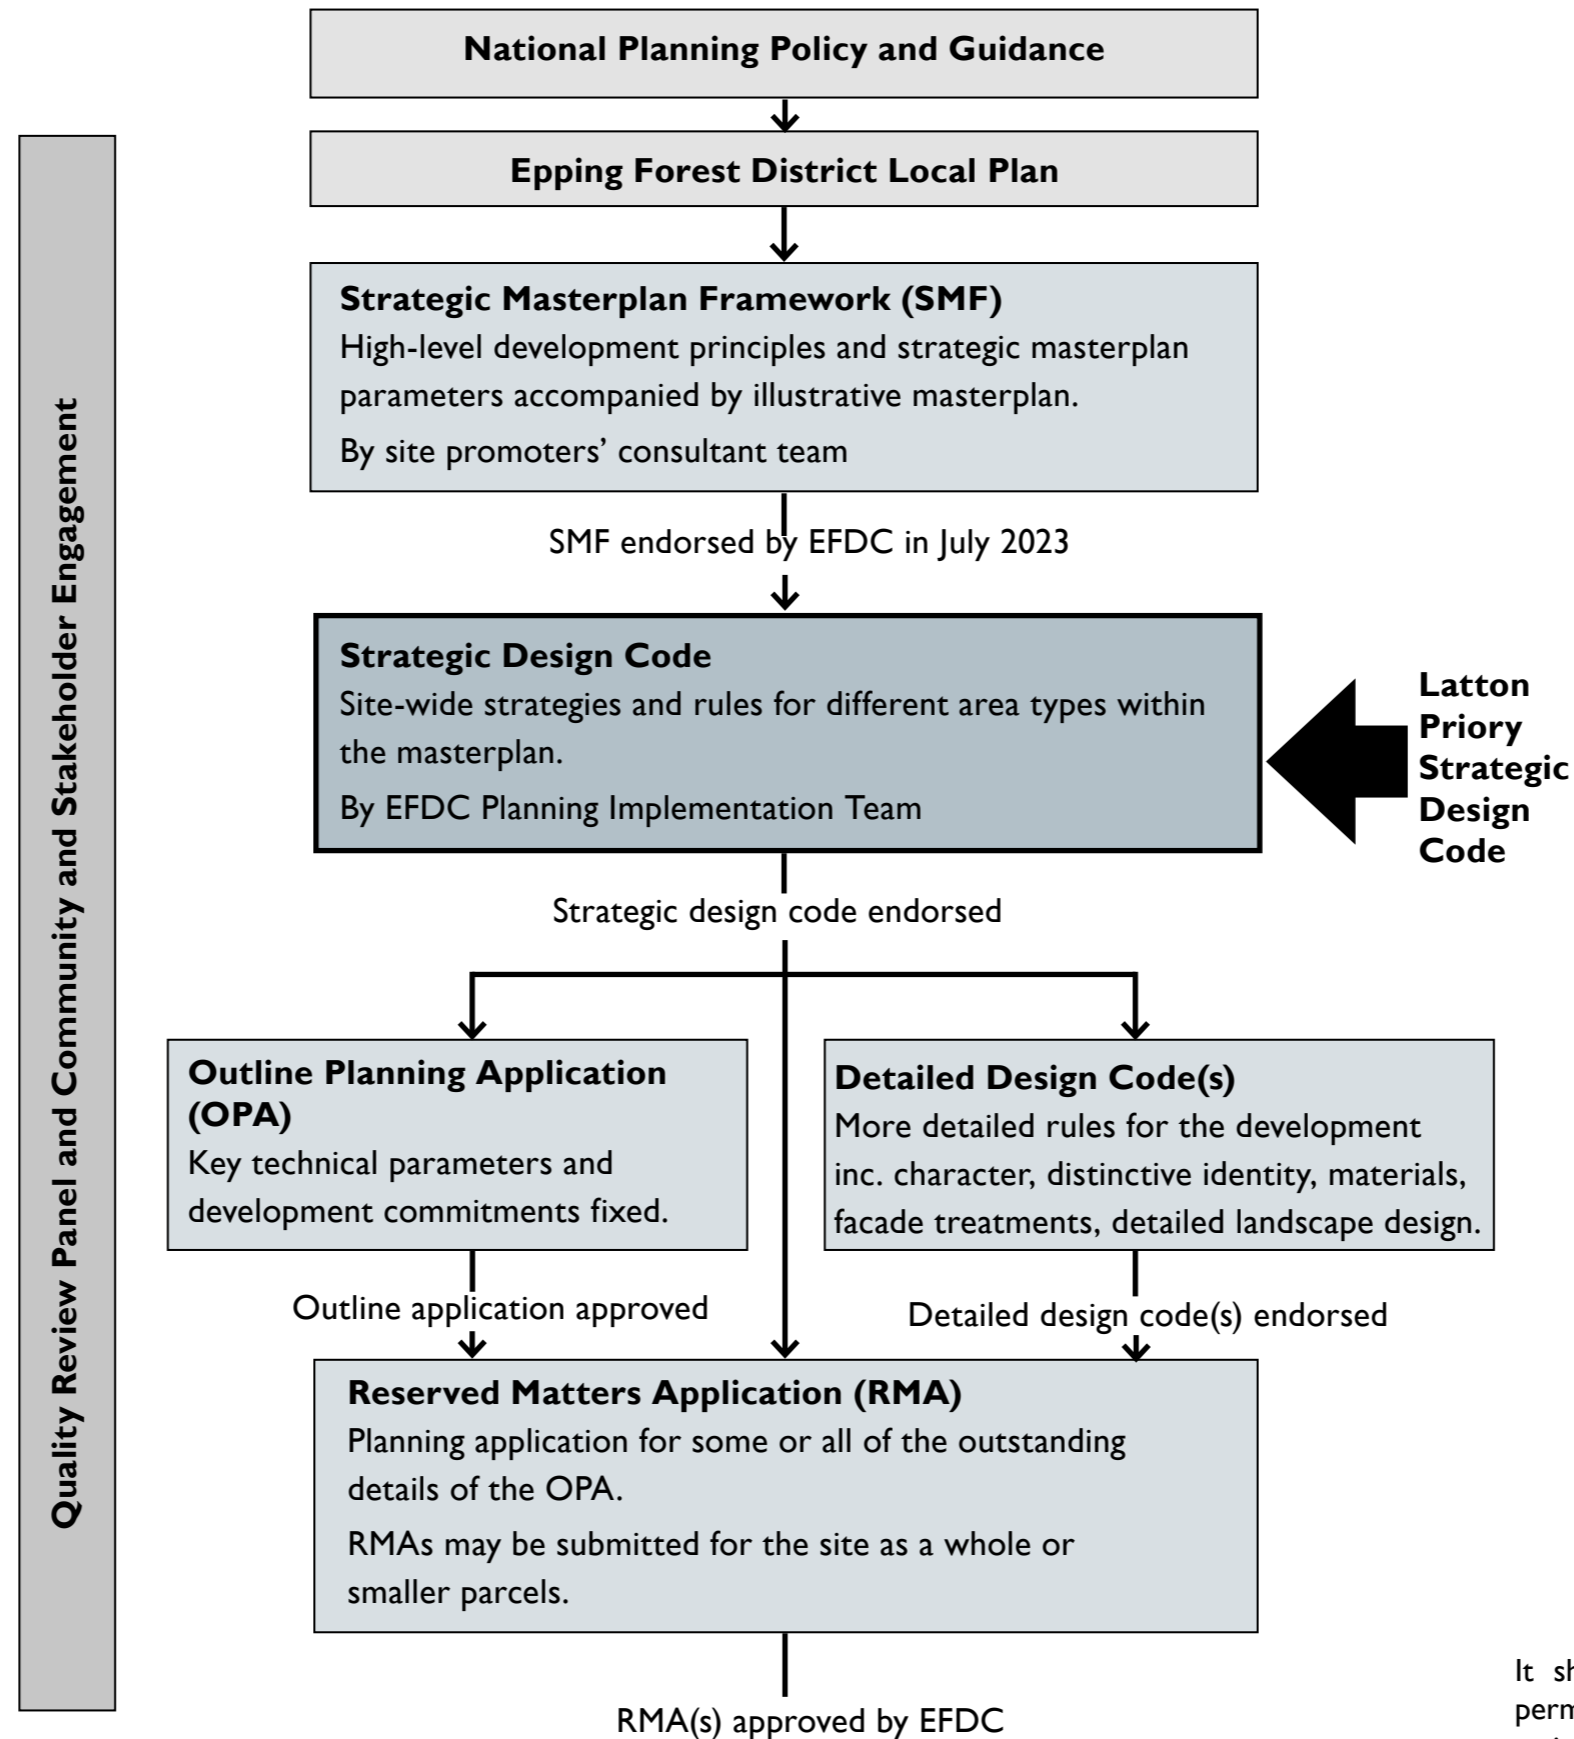 National Planning Policy and Guidance
Epping Forest District Local Plan
Quality Review Panel and Community and Stakeholder Engagement
Strategic Masterplan Framework (SMF)
High-level development principles and strategic masterplan
parameters accompanied by illustrative masterplan.
By site promoters’ consultant team
SMF endorsed by EFDC in July 2023
Strategic Design Code
Site-wide strategies and rules for different area types within
the masterplan.
By EFDC Planning Implementation Team
Latton
Priory
Strategic
Design
Code
Strategic design code endorsed
Outline Planning Application
(OPA)
Key technical parameters and
development commitments fixed.
Detailed Design Code(s)
More detailed rules for the development
inc. character, distinctive identity, materials,
facade treatments, detailed landscape design.
Outline application approved
Detailed design code(s) endorsed
Reserved Matters Application (RMA)
Planning application for some or all of the outstanding
details of the OPA.
RMAs may be submitted for the site as a whole or
smaller parcels.
RMA(s) approved by EFDC
It